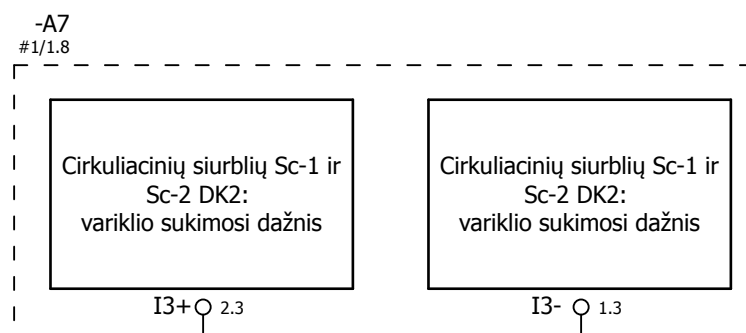 -A7
#1/1.8
Cirkuliacinių siurblių Sc-1 ir
Sc-2 DK2:
variklio sukimosi dažnis
Cirkuliacinių siurblių Sc-1 ir
Sc-2 DK2:
variklio sukimosi dažnis
I3+ 2.3
I3- 1.3